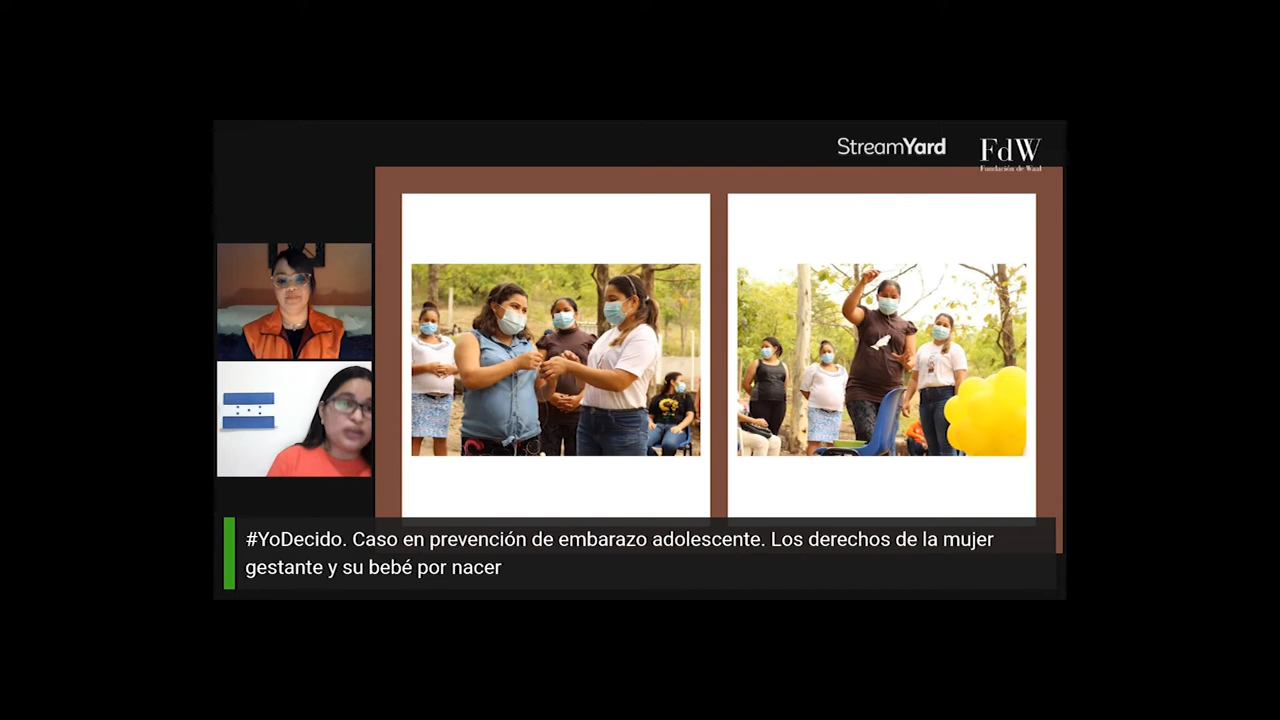 StreamYard
FdW
Fundación de Waal
#YoDecido. Caso en prevención de embarazo adolescente. Los derechos de la mujer
gestante y su bebé por nacer